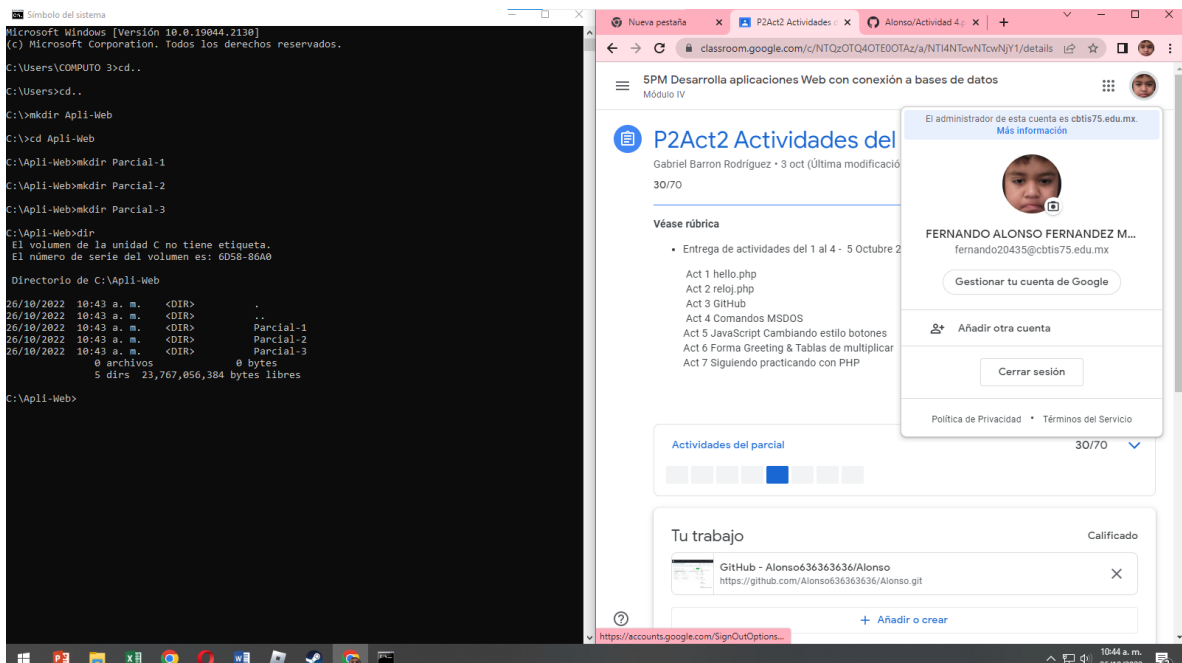 Símbolo del sistema
Microsoft Windows [Versión 10.0.19044.2130]
(c) Microsoft Corporation. Todos los derechos reservados.
C:\Users\COMPUTO 3>cd..
C:\Users>cd..
C:\>mkdir Apli-Web
C:\>cd Apli-Web
C:\Apli-Web>mkdir Parcial-1
C:\Apli-Web>mkdir Parcial-2
C:\Apli-Web>mkdir Parcial-3
C:\Apli-Web>dir
El volumen de la unidad C no tiene etiqueta.
El número de serie del volumen es: 6D58-86A0
Directorio de C:\Apli-Web
26/10/2022 10:43 a. m. <DIR> .
26/10/2022 10:43 a. m. <DIR> ..
26/10/2022 10:43 a. m. <DIR> Parcial-1
26/10/2022 10:43 a. m. <DIR> Parcial-2
26/10/2022 10:43 a. m. <DIR> Parcial-3
0 archivos 0 bytes
5 dirs 23,767,056,384 bytes libres
C:\Apli-Web>
Nueva pestaña
P2Act2 Actividades
Alonso/Actividad 4
classroom.google.com/c/NTQzOTQ4OTE0OTAz/a/NTI4NTcwNTcwNjY1/details
5PM Desarrolla aplicaciones Web con conexión a bases de datos
Módulo IV
P2Act2 Actividades del
Gabriel Barron Rodríguez • 3 oct (Última modificació
30/70
Véase rúbrica
• Entrega de actividades del 1 al 4 - 5 Octubre 2
Act 1 hello.php
Act 2 reloj.php
Act 3 GitHub
Act 4 Comandos MSDOS
Act 5 JavaScript Cambiando estilo botones
Act 6 Forma Greeting & Tablas de multiplicar
Act 7 Siguiendo practicando con PHP
El administrador de esta cuenta es cbtis75.edu.mx.
Más información
FERNANDO ALONSO FERNANDEZ M...
fernando20435@cbtis75.edu.mx
Gestionar tu cuenta de Google
Añadir otra cuenta
Cerrar sesión
Política de Privacidad • Términos del Servicio
Actividades del parcial 30/70
Tu trabajo Calificado
GitHub - Alonso636363636/Alonso
https://github.com/Alonso636363636/Alonso.git
+ Añadir o crear
https://accounts.google.com/SignOutOptions...
10:44 a. m.